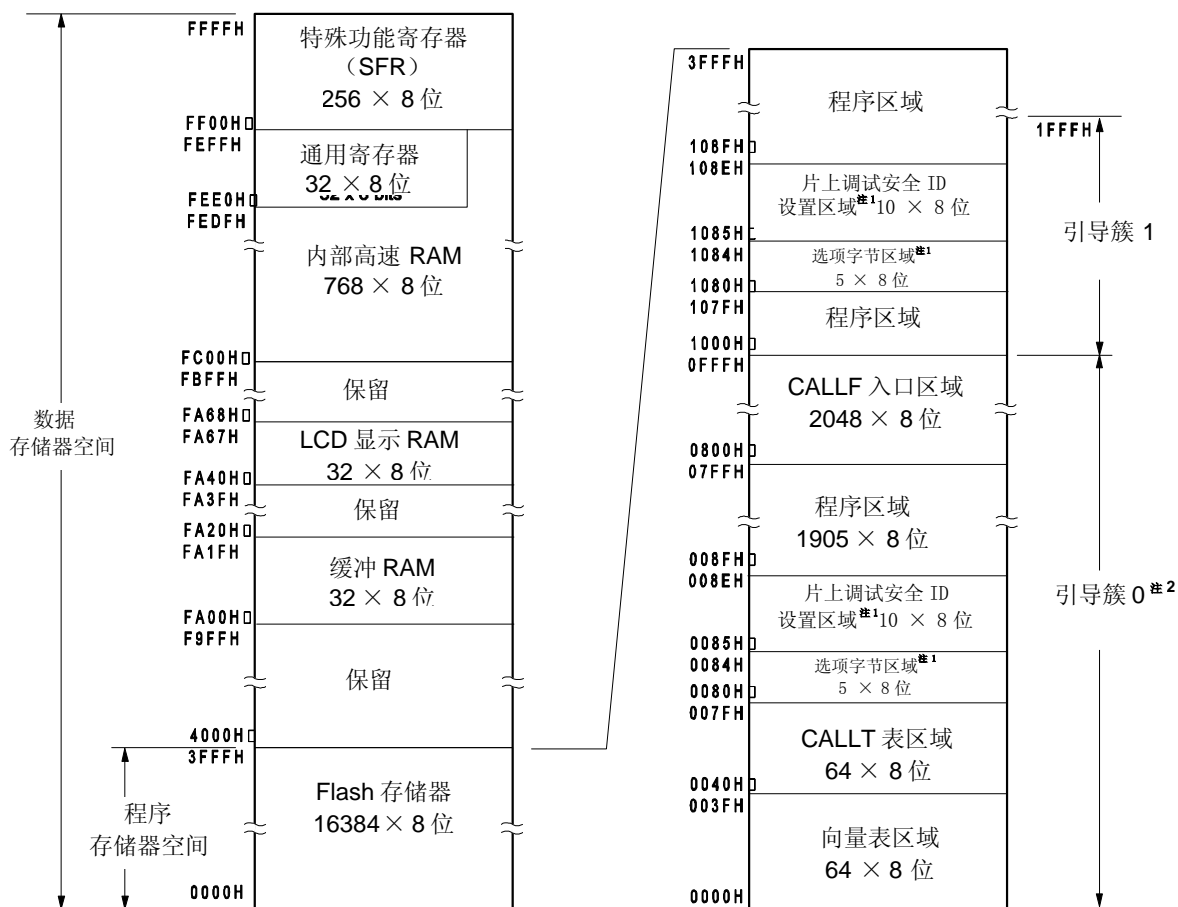 FFFFH
特殊功能寄存器
（SFR）
256 × 8 位
FF00H
FEFFH
通用寄存器
32 × 8 位
FEE0H
FEDFH
内部高速 RAM
768 × 8 位
FC00H
FBFFH
保留
FA68H
FA67H
LCD 显示 RAM
32 × 8 位
FA40H
FA3FH
保留
FA20H
FA1FH
缓冲 RAM
32 × 8 位
FA00H
F9FFH
保留
4000H
3FFFH
Flash 存储器
16384 × 8 位
0000H
数据
存储器空间
程序
存储器空间
3FFFH
程序区域
1FFFH
108FH
108EH
片上调试安全 ID
设置区域注1 10 × 8 位
1085H
1084H
选项字节区域注1
5 × 8 位
1080H
107FH
程序区域
1000H
0FFFH
引导簇 1
CALLF 入口区域
2048 × 8 位
0800H
07FFH
程序区域
1905 × 8 位
008FH
008EH
片上调试安全 ID
设置区域注1 10 × 8 位
0085H
0084H
选项字节区域注1
5 × 8 位
0080H
007FH
CALLT 表区域
64 × 8 位
0040H
003FH
向量表区域
64 × 8 位
0000H
引导簇 0 注2